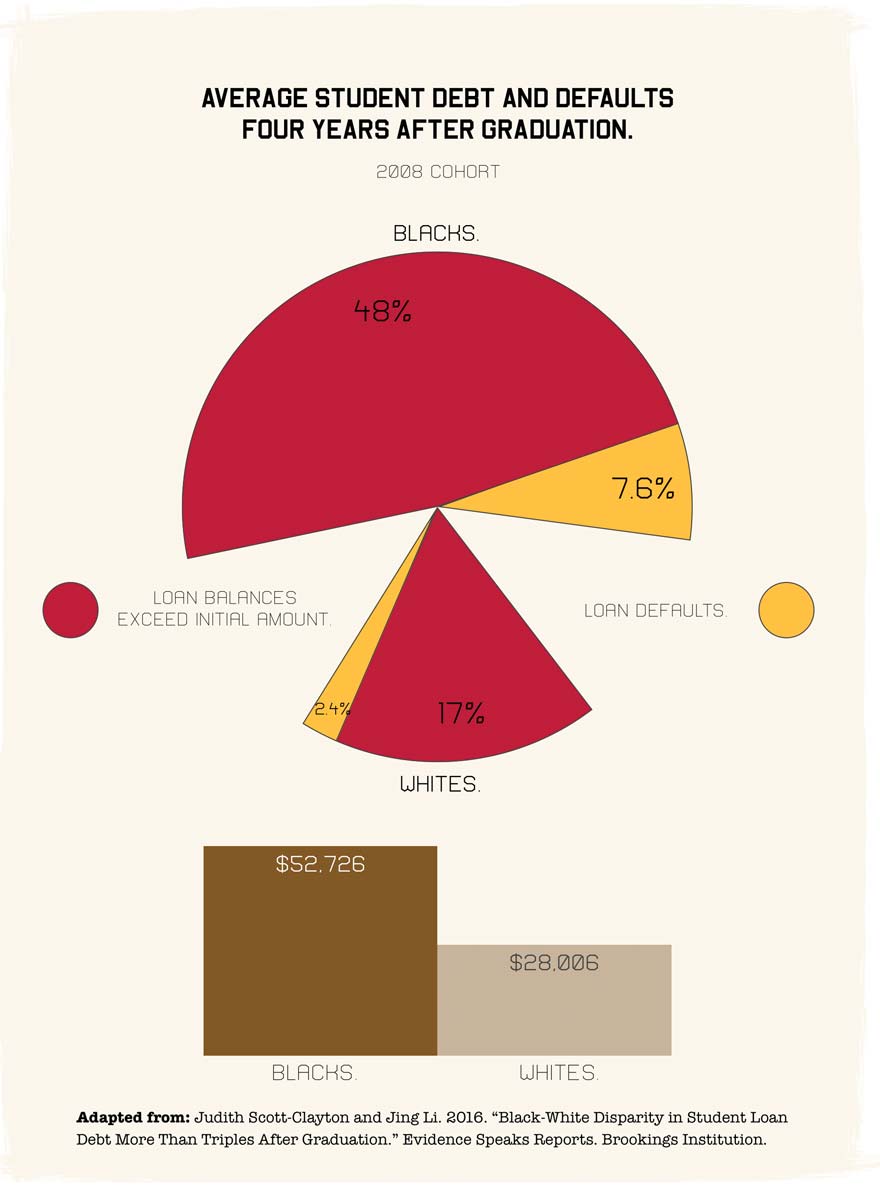 AVERAGE STUDENT DEBT AND DEFAULTS
FOUR YEARS AFTER GRADUATION.
2008 COHORT
BLACKS.
48%
7.6%
LOAN BALANCES
EXCEED INITIAL AMOUNT.
LOAN DEFAULTS.
2.4%
17%
WHITES.
$52,726
$28,006
BLACKS.
WHITES.
Adapted from: Judith Scott-Clayton and Jing Li. 2016. “Black-White Disparity in Student Loan
Debt More Than Triples After Graduation.” Evidence Speaks Reports. Brookings Institution.